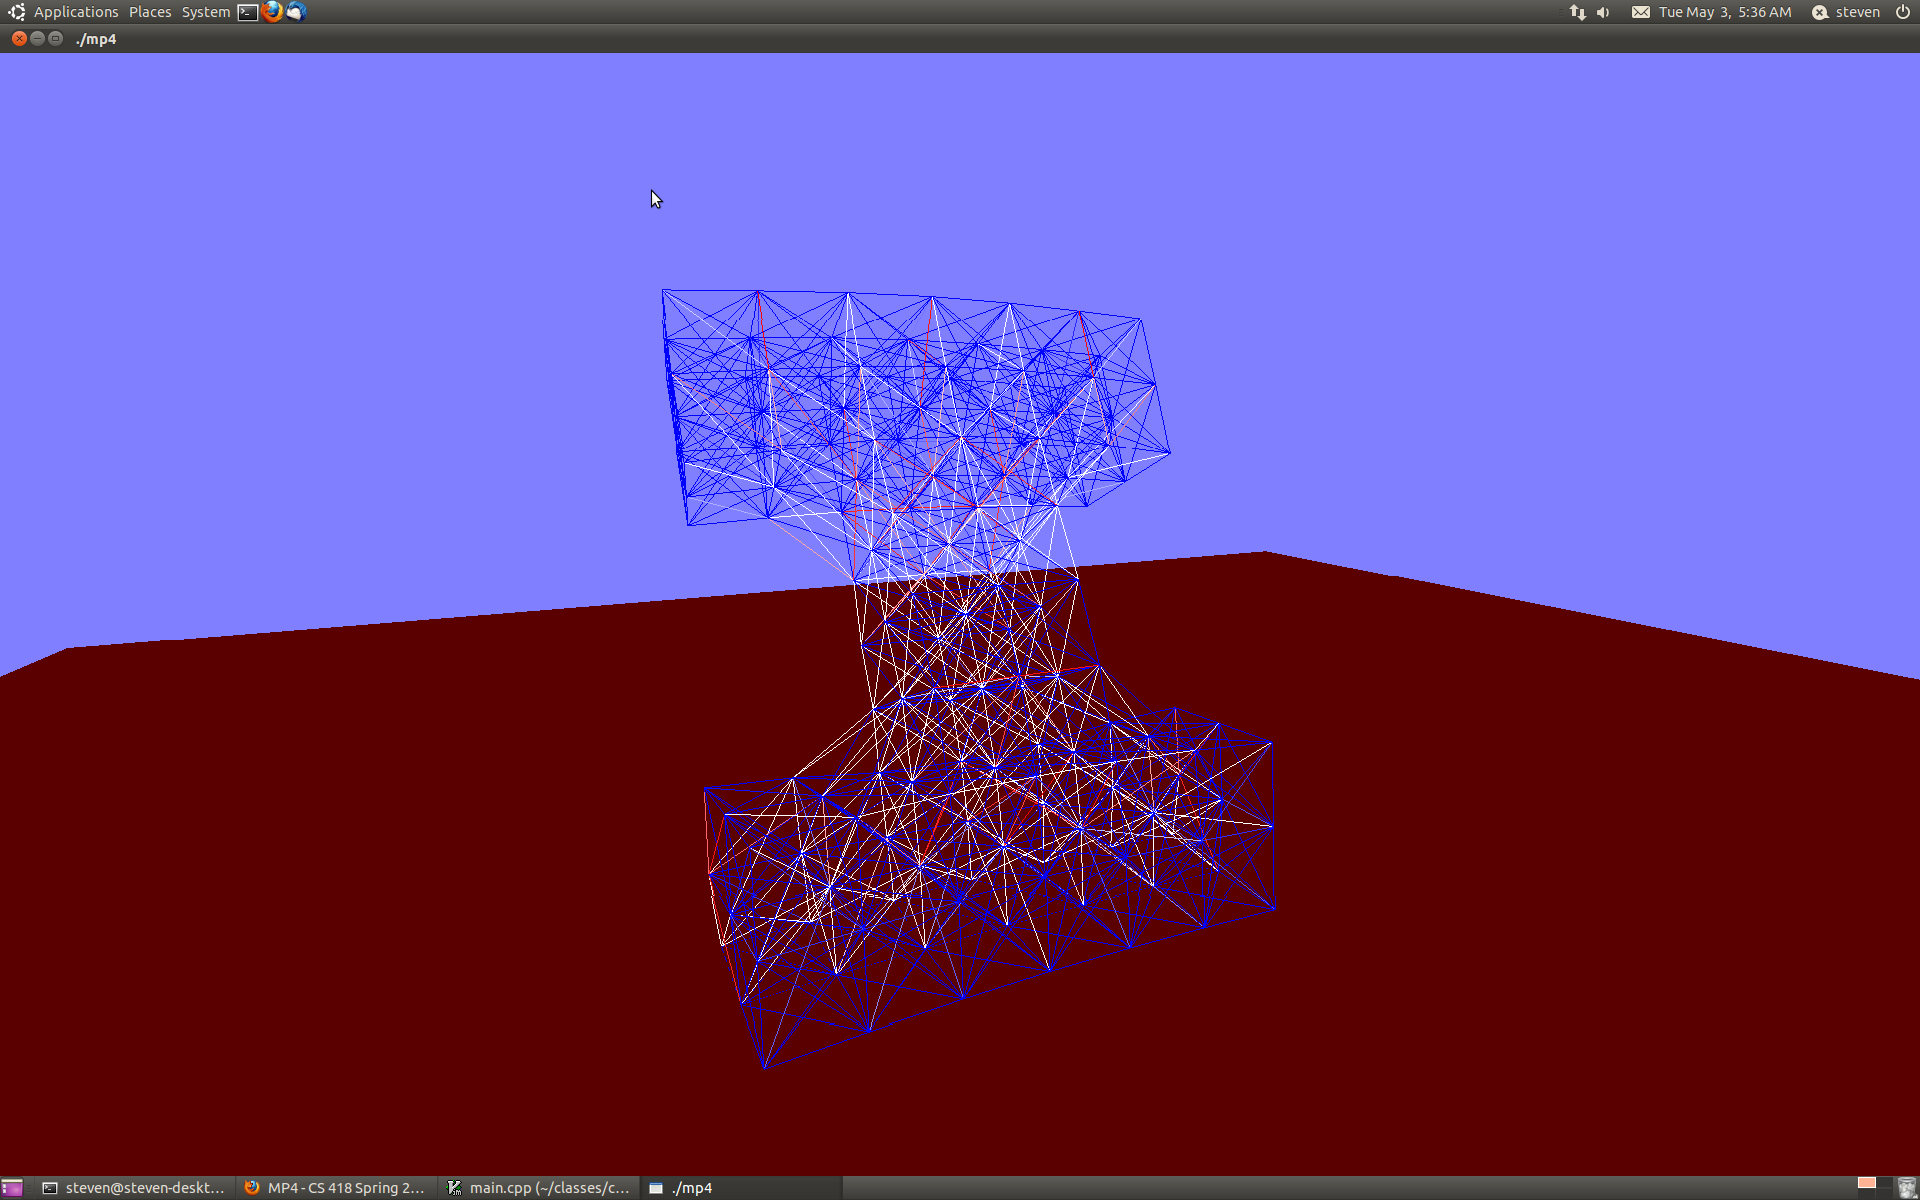 Applications Places System Tue May 3, 5:36 AM steven
./mp4
steven@steven-deskt... MP4 - CS 418 Spring 2... main.cpp (~/classes/c... ./mp4